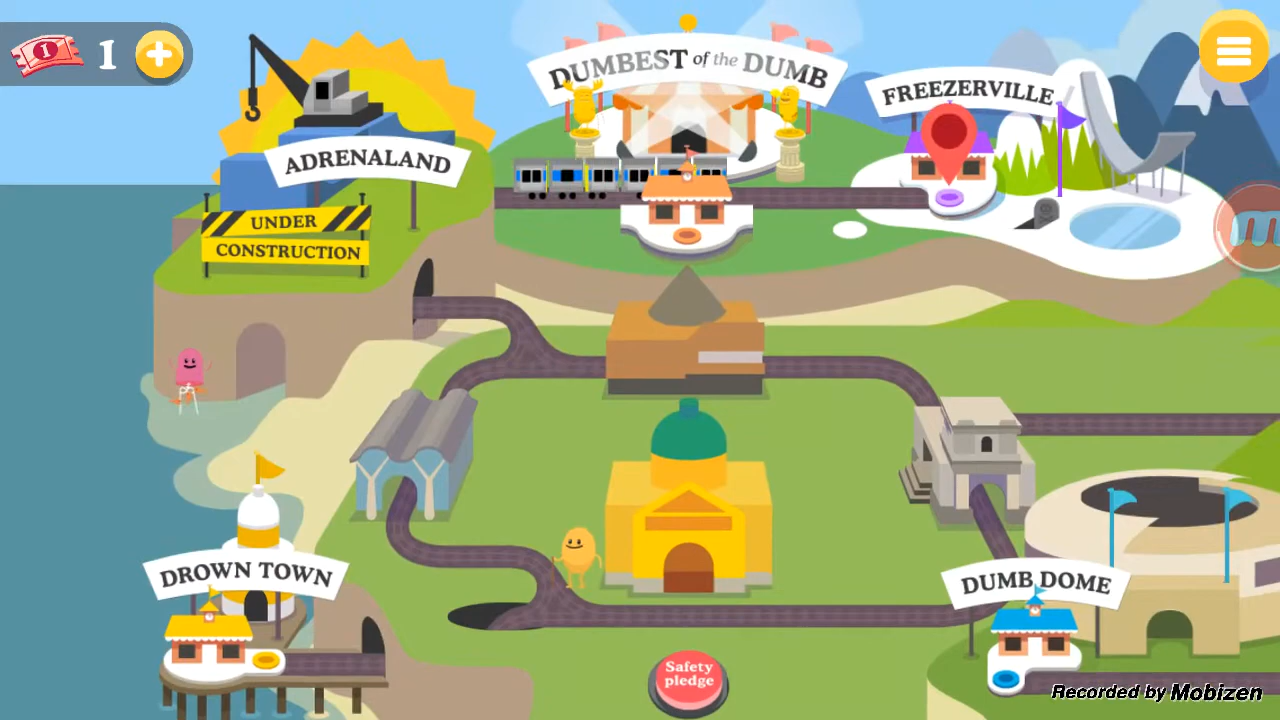 1
DUMBEST of the DUMB
FREEZERVILLE
ADRENALAND
UNDER
CONSTRUCTION
DROWN TOWN
DUMB DOME
Safety
pledge
Recorded by Mobizen